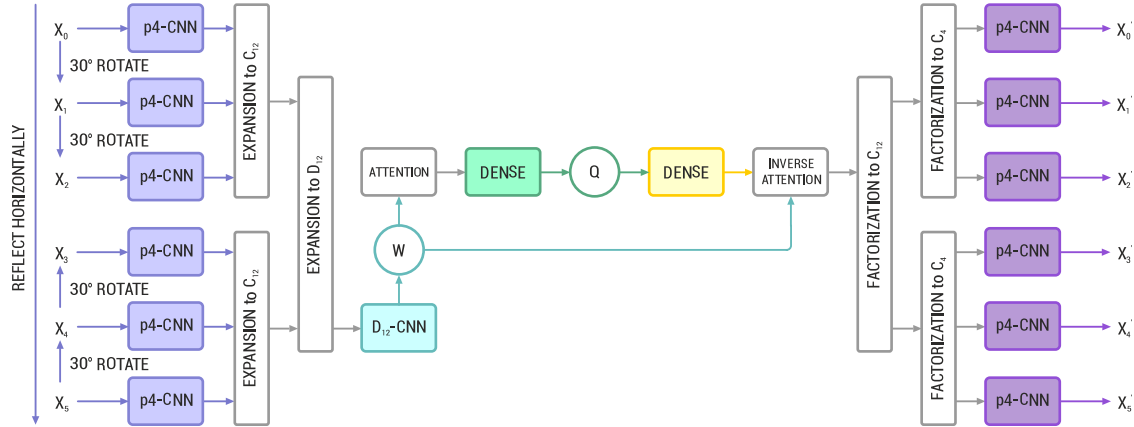 REFLECT HORIZONTALLY
X₀
p4-CNN
30° ROTATE
X₁
p4-CNN
30° ROTATE
X₂
p4-CNN
EXPANSION to C₁₂
X₃
p4-CNN
30° ROTATE
X₄
p4-CNN
30° ROTATE
X₅
p4-CNN
EXPANSION to C₁₂
EXPANSION to D₁₂
ATTENTION
DENSE
Q
DENSE
INVERSE
ATTENTION
W
D₁₂-CNN
FACTORIZATION to C₁₂
FACTORIZATION to C₄
p4-CNN
X₀'
p4-CNN
X₁'
p4-CNN
X₂'
FACTORIZATION to C₄
p4-CNN
X₃'
p4-CNN
X₄'
p4-CNN
X₅'